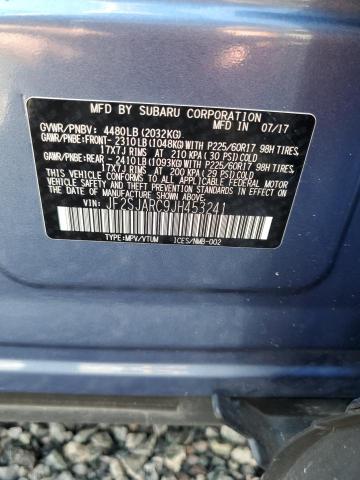 MFD BY SUBARU CORPORATION MFD IN 07/17
GVWR/PNBV: 4480LB(2032KG)
GAWR/PNBE:FRONT - 2310LB(1048KG) WITH P225/60R17 98H TIRES,
17X7J RIMS AT 210 KPA(30 PSI)COLD
GAWR/PNBE:REAR - 2410LB(1093KG) WITH P225/60R17 98H TIRES,
17X7J RIMS AT 200 KPA(29 PSI)COLD
THIS VEHICLE CONFORMS TO ALL APPLICABLE
FEDERAL MOTOR VEHICLE SAFETY, BUMPER, AND THEFT
PREVENTION STANDARDS IN EFFECT ON THE DATE OF
MANUFACTURE SHOWN ABOVE.
VIN: JF2SJARC9JH453241
TYPE:MPV/VTUM ICES/NMB-002